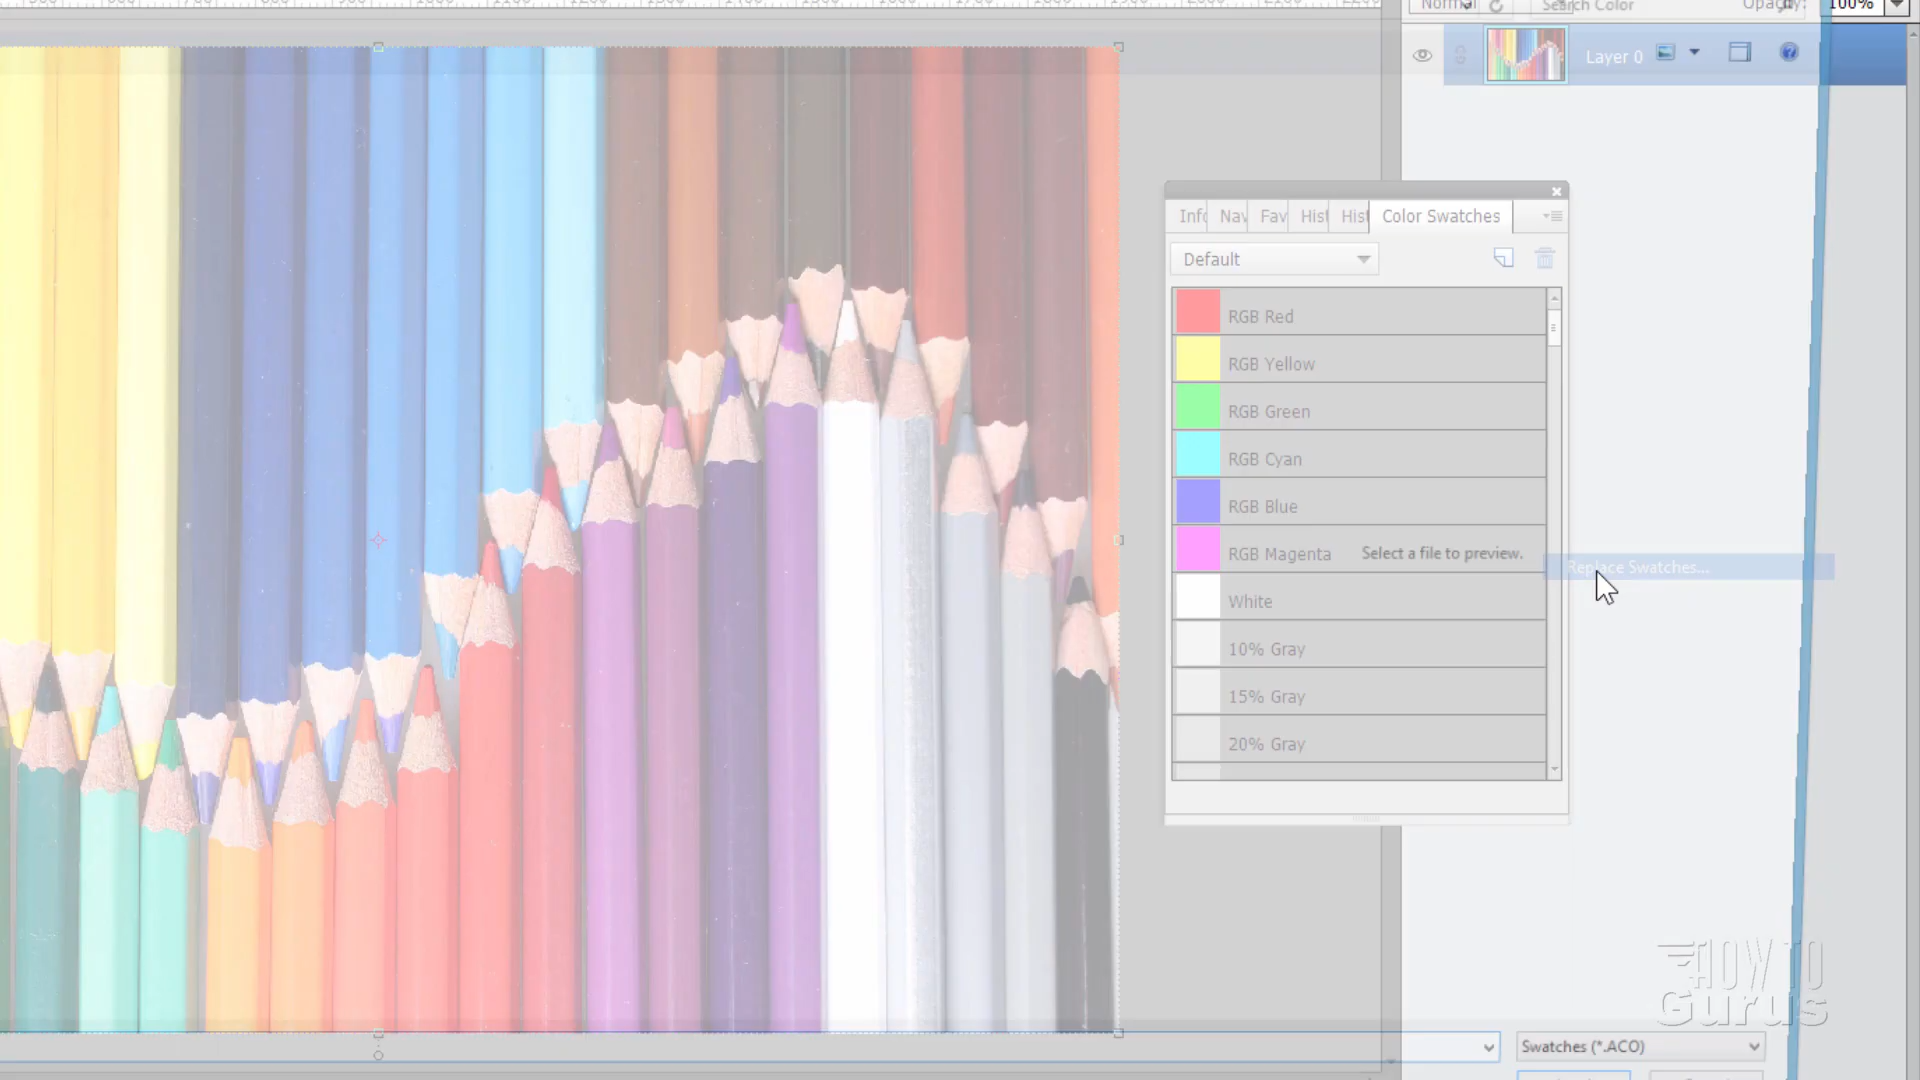 Normal
Search Color
Opacity: 100%
Layer 0
Info Nav Fav Hist Hist Color Swatches
Default
RGB Red
RGB Yellow
RGB Green
RGB Cyan
RGB Blue
RGB Magenta
Select a file to preview.
Replace Swatches...
White
10% Gray
15% Gray
20% Gray
HOW TO
Gurus
Swatches (*.ACO)